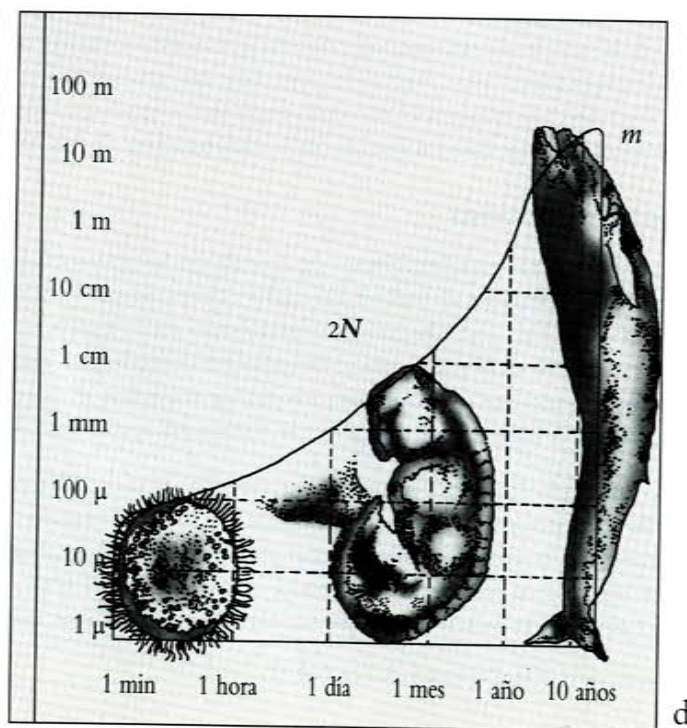 100 m
10 m
m
1 m
10 cm
2N
1 cm
1 mm
100 µ
10 µ
1 µ
1 min 1 hora 1 día 1 mes 1 año 10 años
d